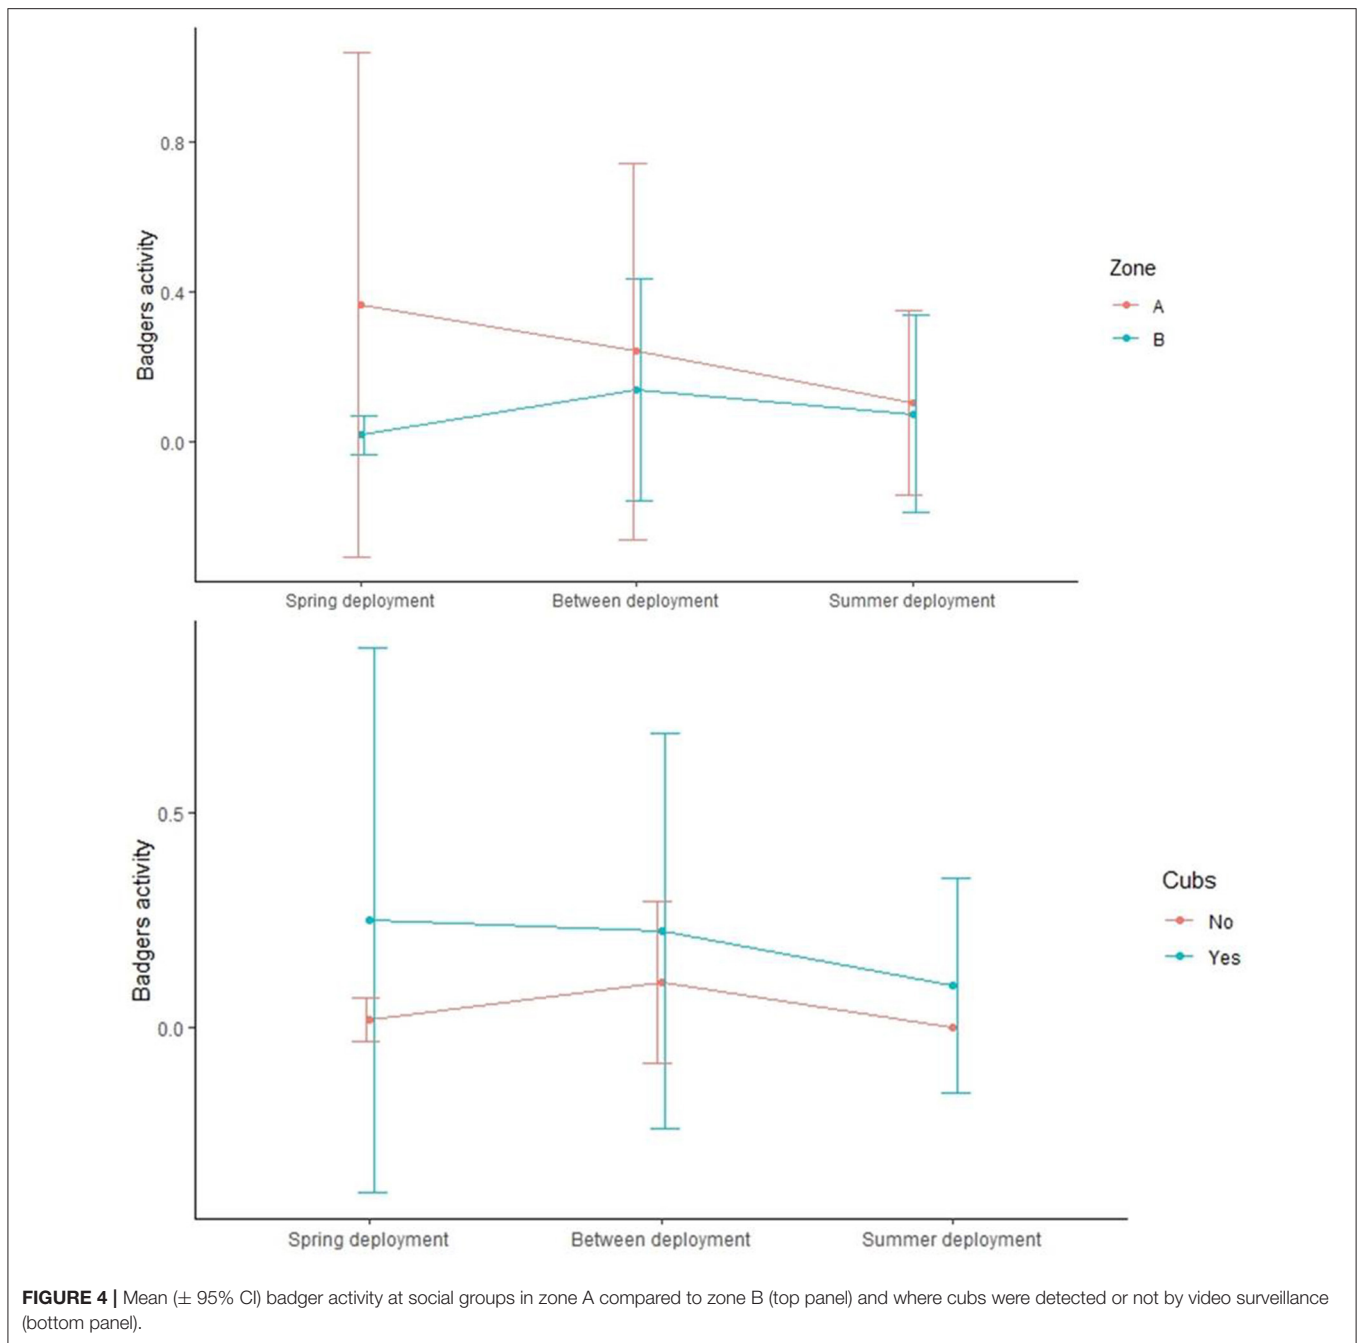 0.8
0.4
0.0
Badgers activity
Spring deployment
Between deployment
Summer deployment
Zone
A
B
0.5
0.0
Badgers activity
Spring deployment
Between deployment
Summer deployment
Cubs
No
Yes
FIGURE 4 | Mean (± 95% CI) badger activity at social groups in zone A compared to zone B (top panel) and where cubs were detected or not by video surveillance
(bottom panel).